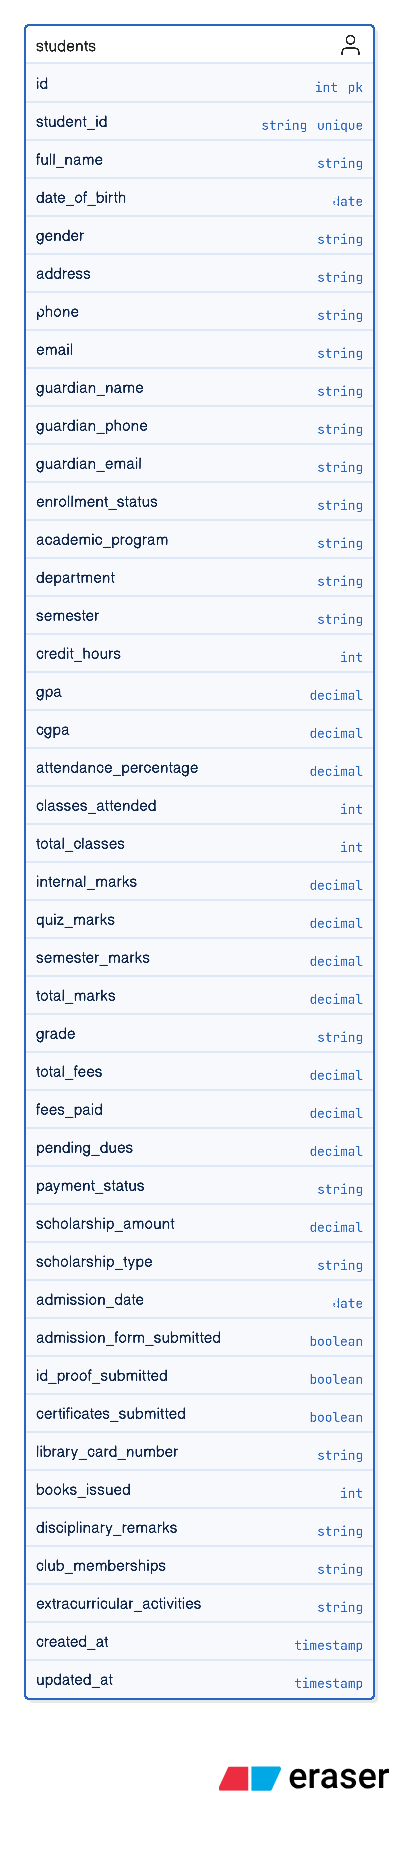 students
id int pk
student_id string unique
full_name string
date_of_birth date
gender string
address string
phone string
email string
guardian_name string
guardian_phone string
guardian_email string
enrollment_status string
academic_program string
department string
semester string
credit_hours int
gpa decimal
cgpa decimal
attendance_percentage decimal
classes_attended int
total_classes int
internal_marks decimal
quiz_marks decimal
semester_marks decimal
total_marks decimal
grade string
total_fees decimal
fees_paid decimal
pending_dues decimal
payment_status string
scholarship_amount decimal
scholarship_type string
admission_date date
admission_form_submitted boolean
id_proof_submitted boolean
certificates_submitted boolean
library_card_number string
books_issued int
disciplinary_remarks string
club_memberships string
extracurricular_activities string
created_at timestamp
updated_at timestamp
eraser